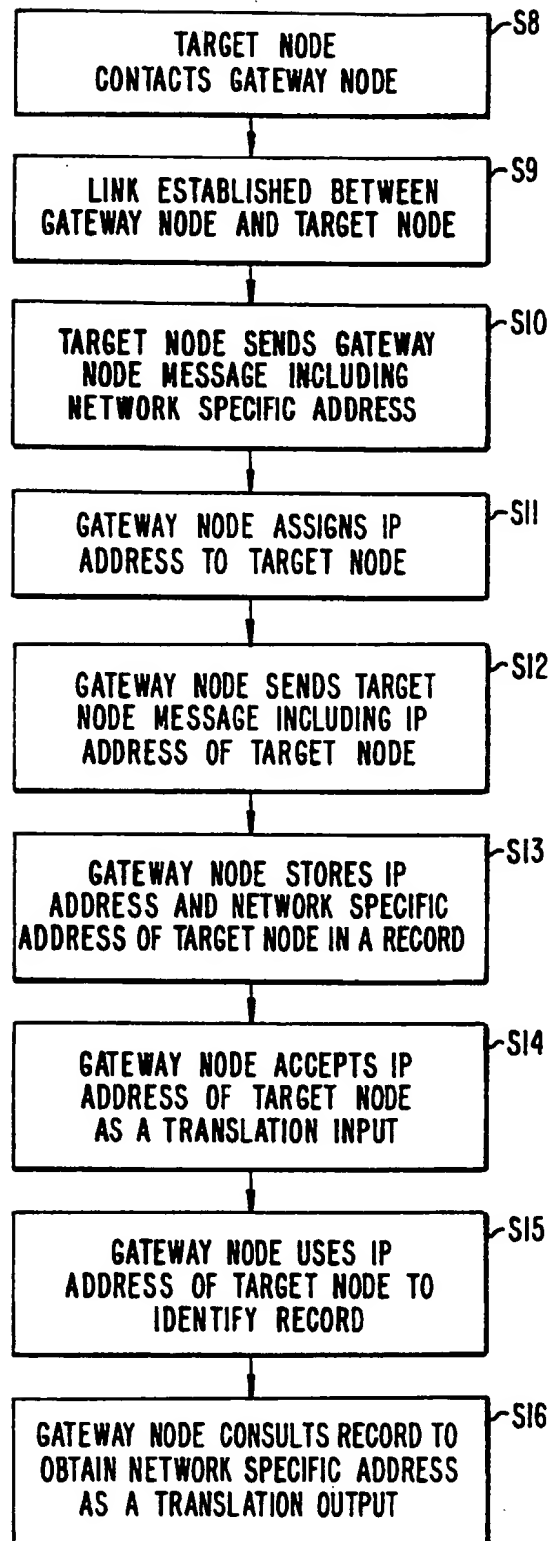 S8
TARGET NODE
CONTACTS GATEWAY NODE
S9
LINK ESTABLISHED BETWEEN
GATEWAY NODE AND TARGET NODE
S10
TARGET NODE SENDS GATEWAY
NODE MESSAGE INCLUDING
NETWORK SPECIFIC ADDRESS
S11
GATEWAY NODE ASSIGNS IP
ADDRESS TO TARGET NODE
S12
GATEWAY NODE SENDS TARGET
NODE MESSAGE INCLUDING IP
ADDRESS OF TARGET NODE
S13
GATEWAY NODE STORES IP
ADDRESS AND NETWORK SPECIFIC
ADDRESS OF TARGET NODE IN A RECORD
S14
GATEWAY NODE ACCEPTS IP
ADDRESS OF TARGET NODE
AS A TRANSLATION INPUT
S15
GATEWAY NODE USES IP
ADDRESS OF TARGET NODE TO
IDENTIFY RECORD
S16
GATEWAY NODE CONSULTS RECORD TO
OBTAIN NETWORK SPECIFIC ADDRESS
AS A TRANSLATION OUTPUT